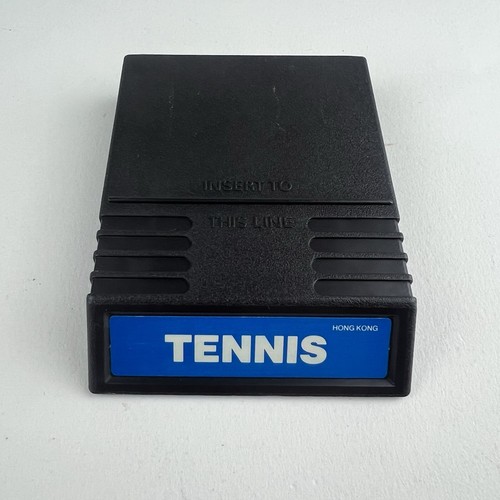 INSERT TO
THIS LINE
HONG KONG
TENNIS